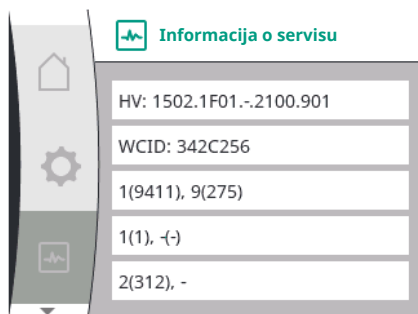 Informacija o servisu
HV: 1502.1F01.-.2100.901
WCID: 342C256
1(9411), 9(275)
1(1), -(-)
2(312), -